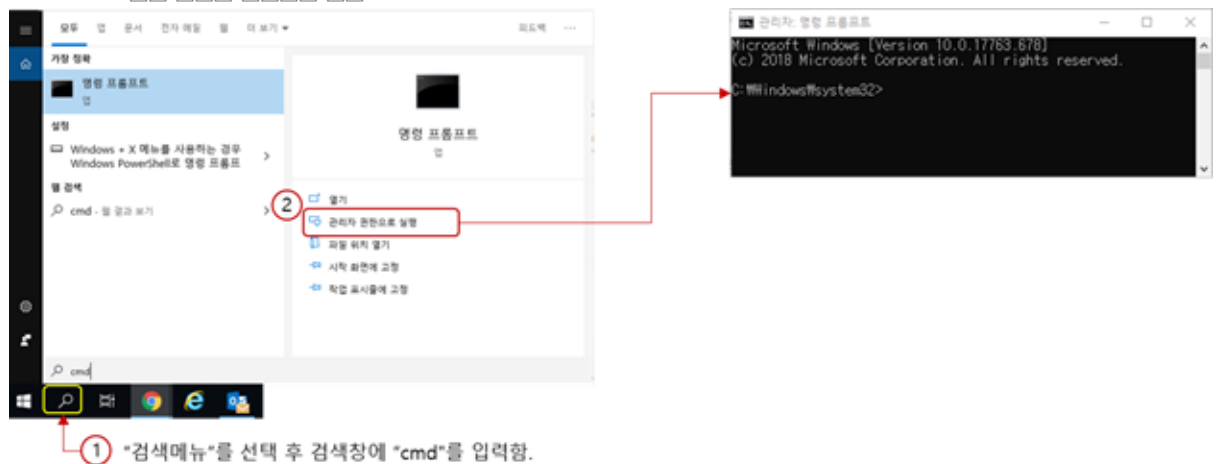 모두 앱 문서 전자 메일 웹 더 보기
피드백 ...
가장 정확
명령 프롬프트
앱
설정
Windows + X 메뉴를 사용하는 경우
Windows PowerShell로 명령 프롬프
웹 검색
cmd - 웹 결과 보기
cmd
명령 프롬프트
앱
2
열기
관리자 권한으로 실행
파일 위치 열기
시작 화면에 고정
작업 표시줄에 고정
관리자: 명령 프롬프트
Microsoft Windows [Version 10.0.17763.678]
(c) 2018 Microsoft Corporation. All rights reserved.
C:₩Windows₩system32>
1 "검색메뉴"를 선택 후 검색창에 "cmd"를 입력함.